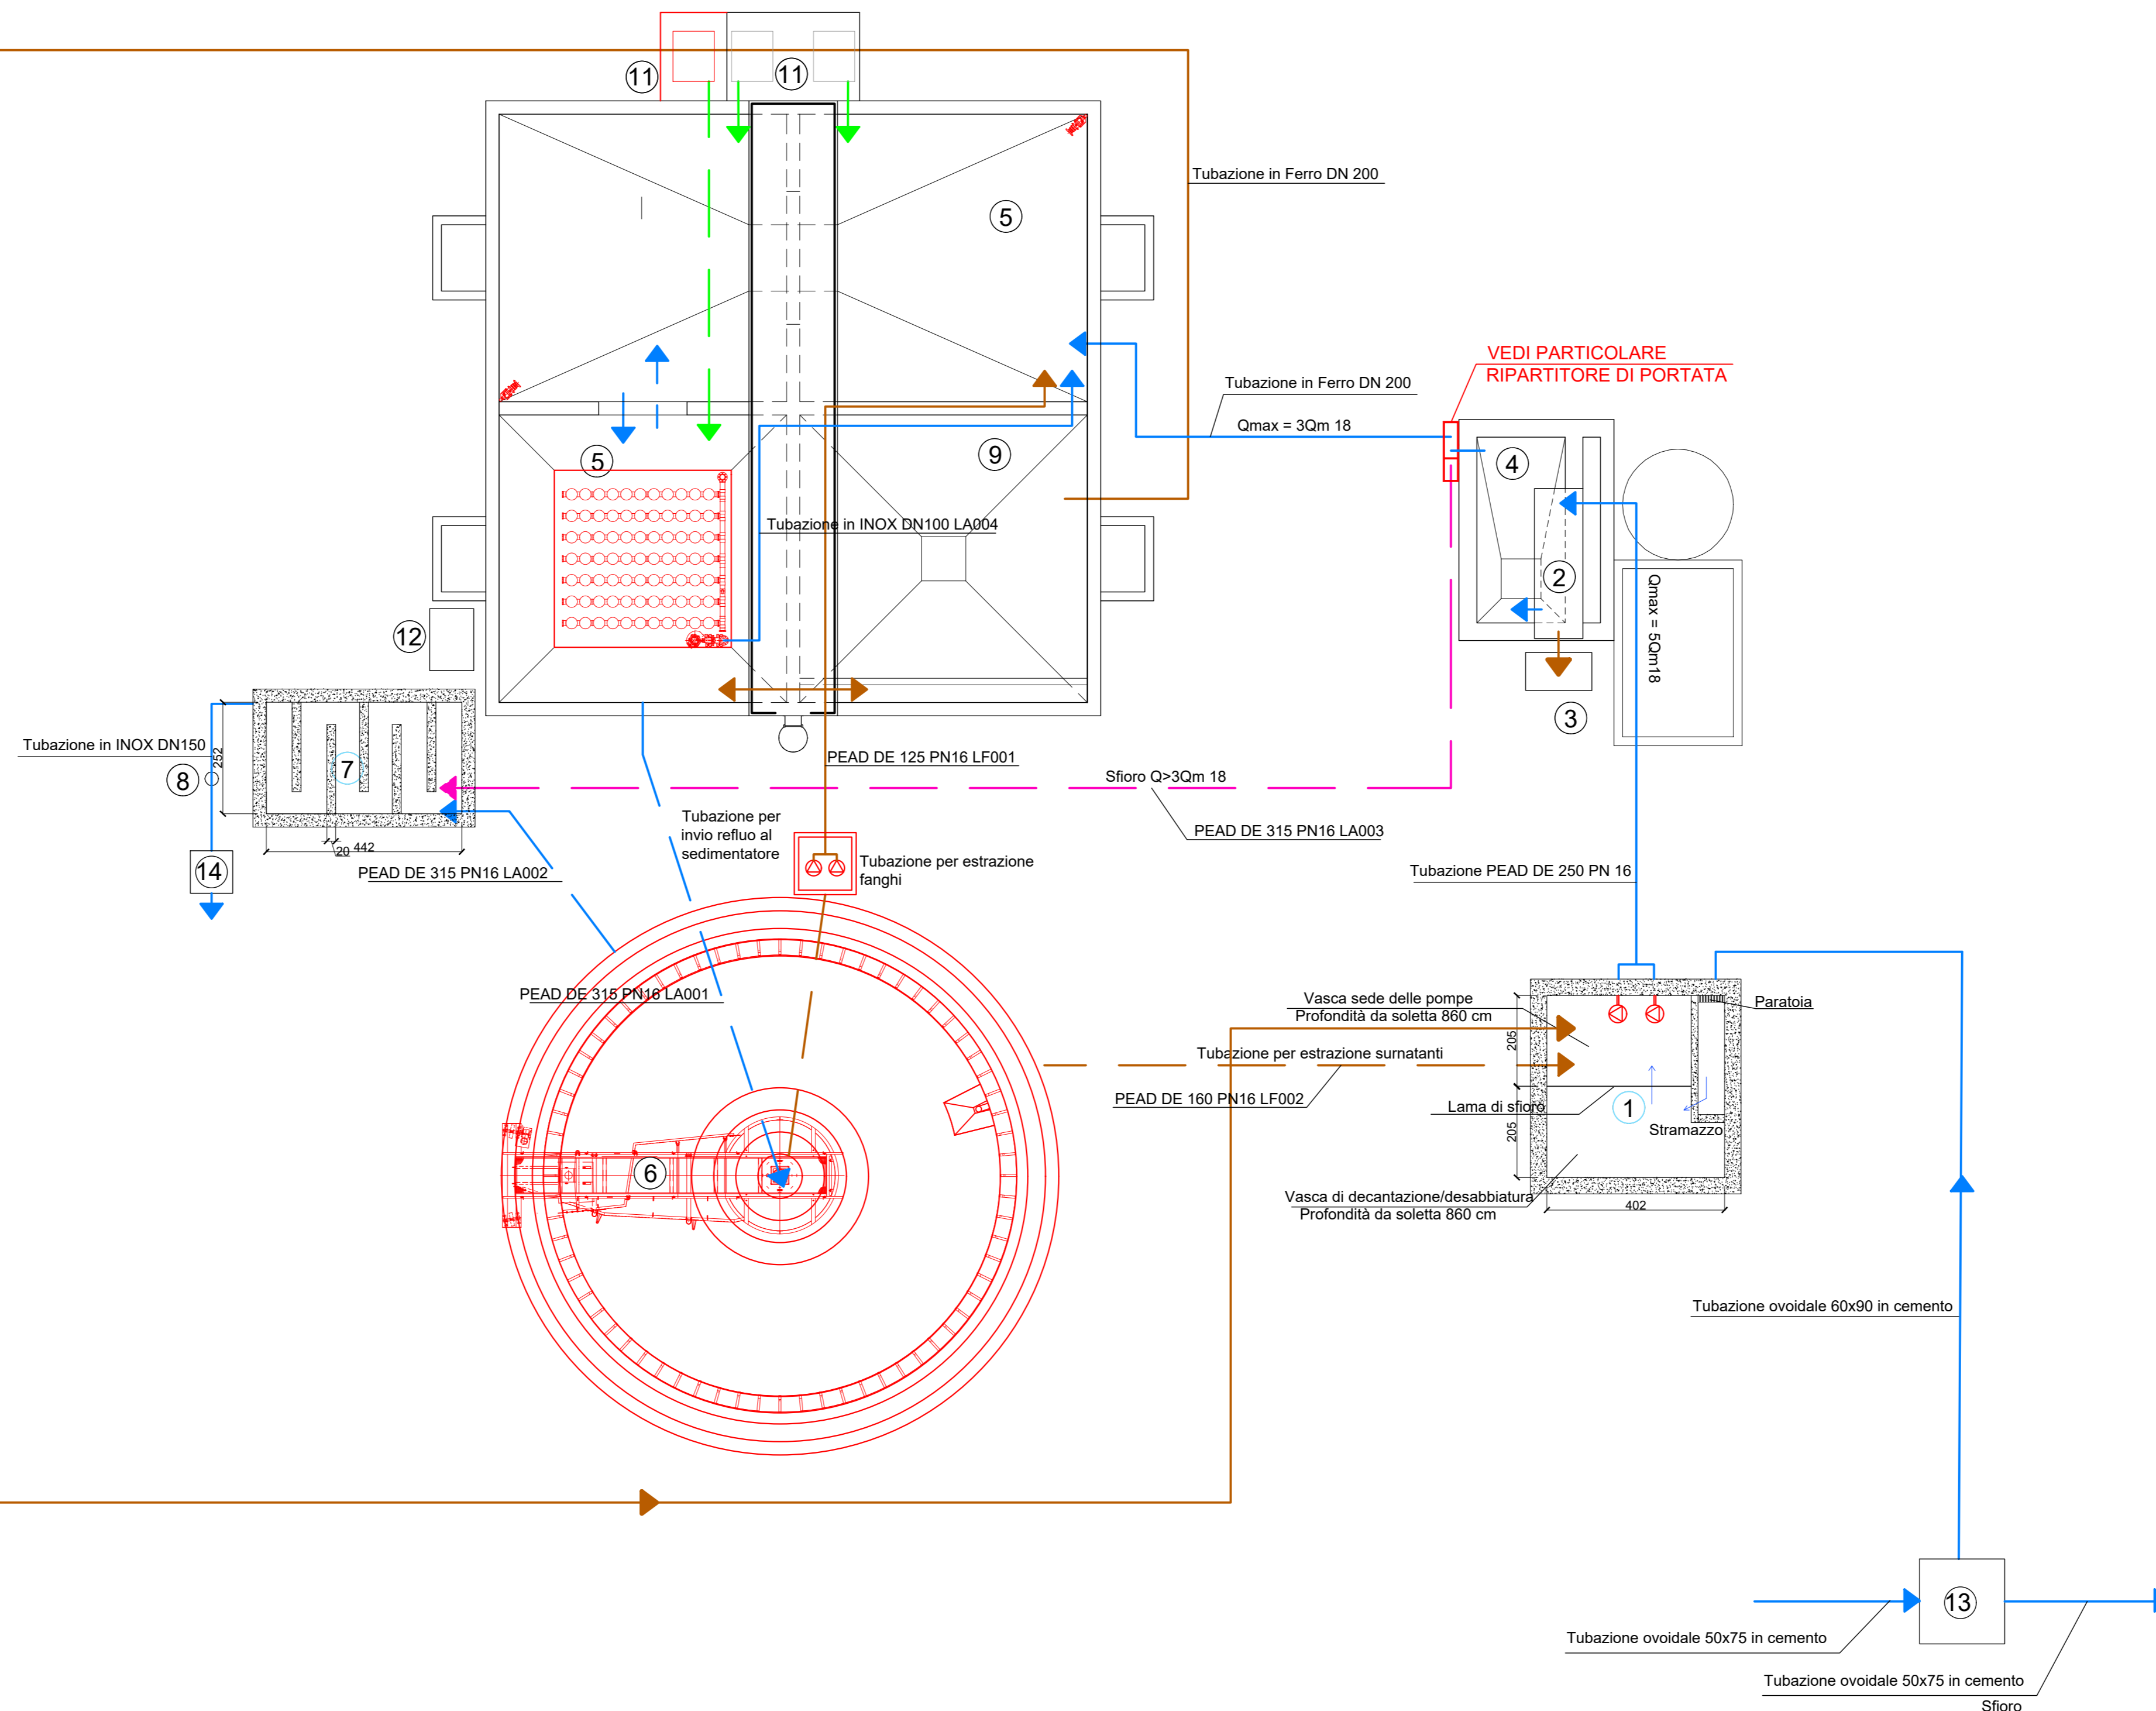 11
11
Tubazione in Ferro DN 200
5
VEDI PARTICOLARE
RIPARTITORE DI PORTATA
Tubazione in Ferro DN 200
Qmax = 3Qm 18
5
9
4
Tubazione in INOX DN100 LA004
2
Qmax = 5Qm18
12
3
Tubazione in INOX DN150
8
252
7
20
442
14
PEAD DE 315 PN16 LA002
PEAD DE 125 PN16 LF001
Sfioro Q>3Qm 18
PEAD DE 315 PN16 LA003
Tubazione per
invio refluo al
sedimentatore
Tubazione per estrazione
fanghi
Tubazione PEAD DE 250 PN 16
PEAD DE 315 PN16 LA001
Vasca sede delle pompe
Profondità da soletta 860 cm
Paratoia
205
Tubazione per estrazione surnatanti
PEAD DE 160 PN16 LF002
Lama di sfioro
1
Stramazzo
205
6
Vasca di decantazione/desabbiatura
Profondità da soletta 860 cm
402
Tubazione ovoidale 60x90 in cemento
13
Tubazione ovoidale 50x75 in cemento
Tubazione ovoidale 50x75 in cemento
Sfioro